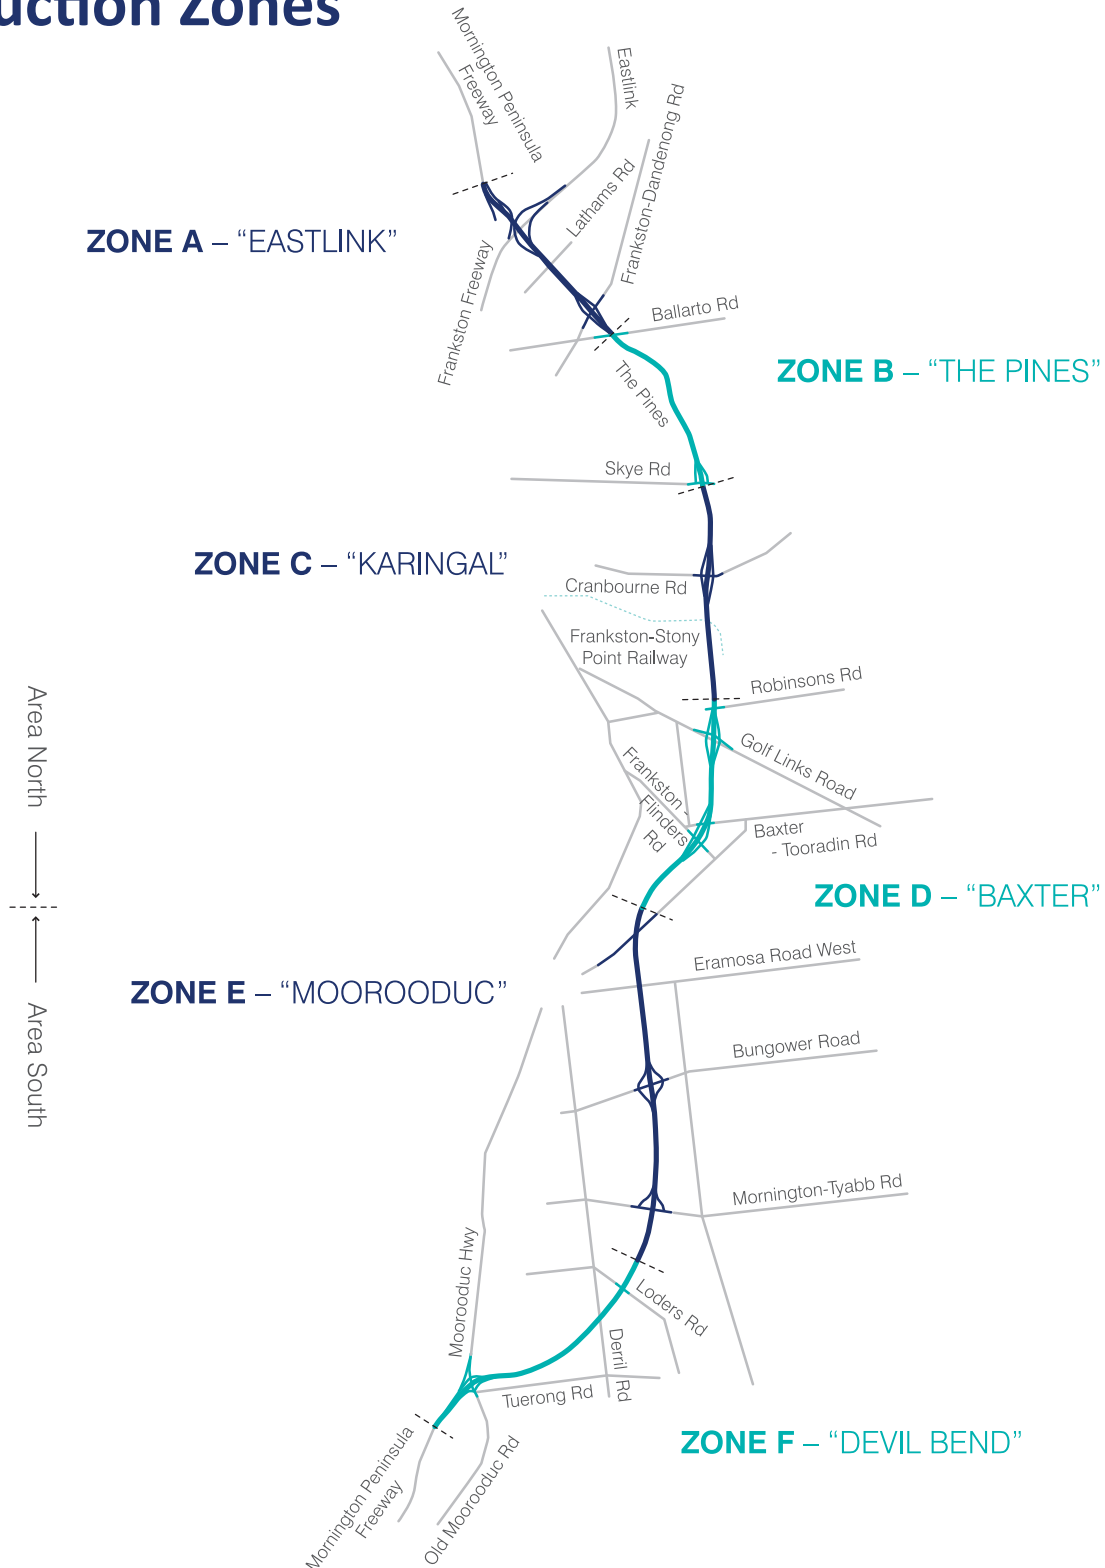 uction Zones
Mornington Peninsula
Freeway
Eastlink
Frankston-Dandenong Rd
Lathams Rd
ZONE A – “EASTLINK”
Frankston Freeway
Ballarto Rd
ZONE B – “THE PINES”
The Pines
Skye Rd
ZONE C – “KARINGAL”
Cranbourne Rd
Frankston-Stony
Point Railway
Robinsons Rd
Golf Links Road
Area North
Frankston -
Flinders
Rd
Baxter
- Tooradin Rd
ZONE D – “BAXTER”
Eramosa Road West
ZONE E – “MOOROODUC”
Area South
Bungower Road
Mornington-Tyabb Rd
Moorooduc Hwy
Loders Rd
Derril Rd
Tuerong Rd
ZONE F – “DEVIL BEND”
Mornington Peninsula
Freeway
Old Moorooduc Rd